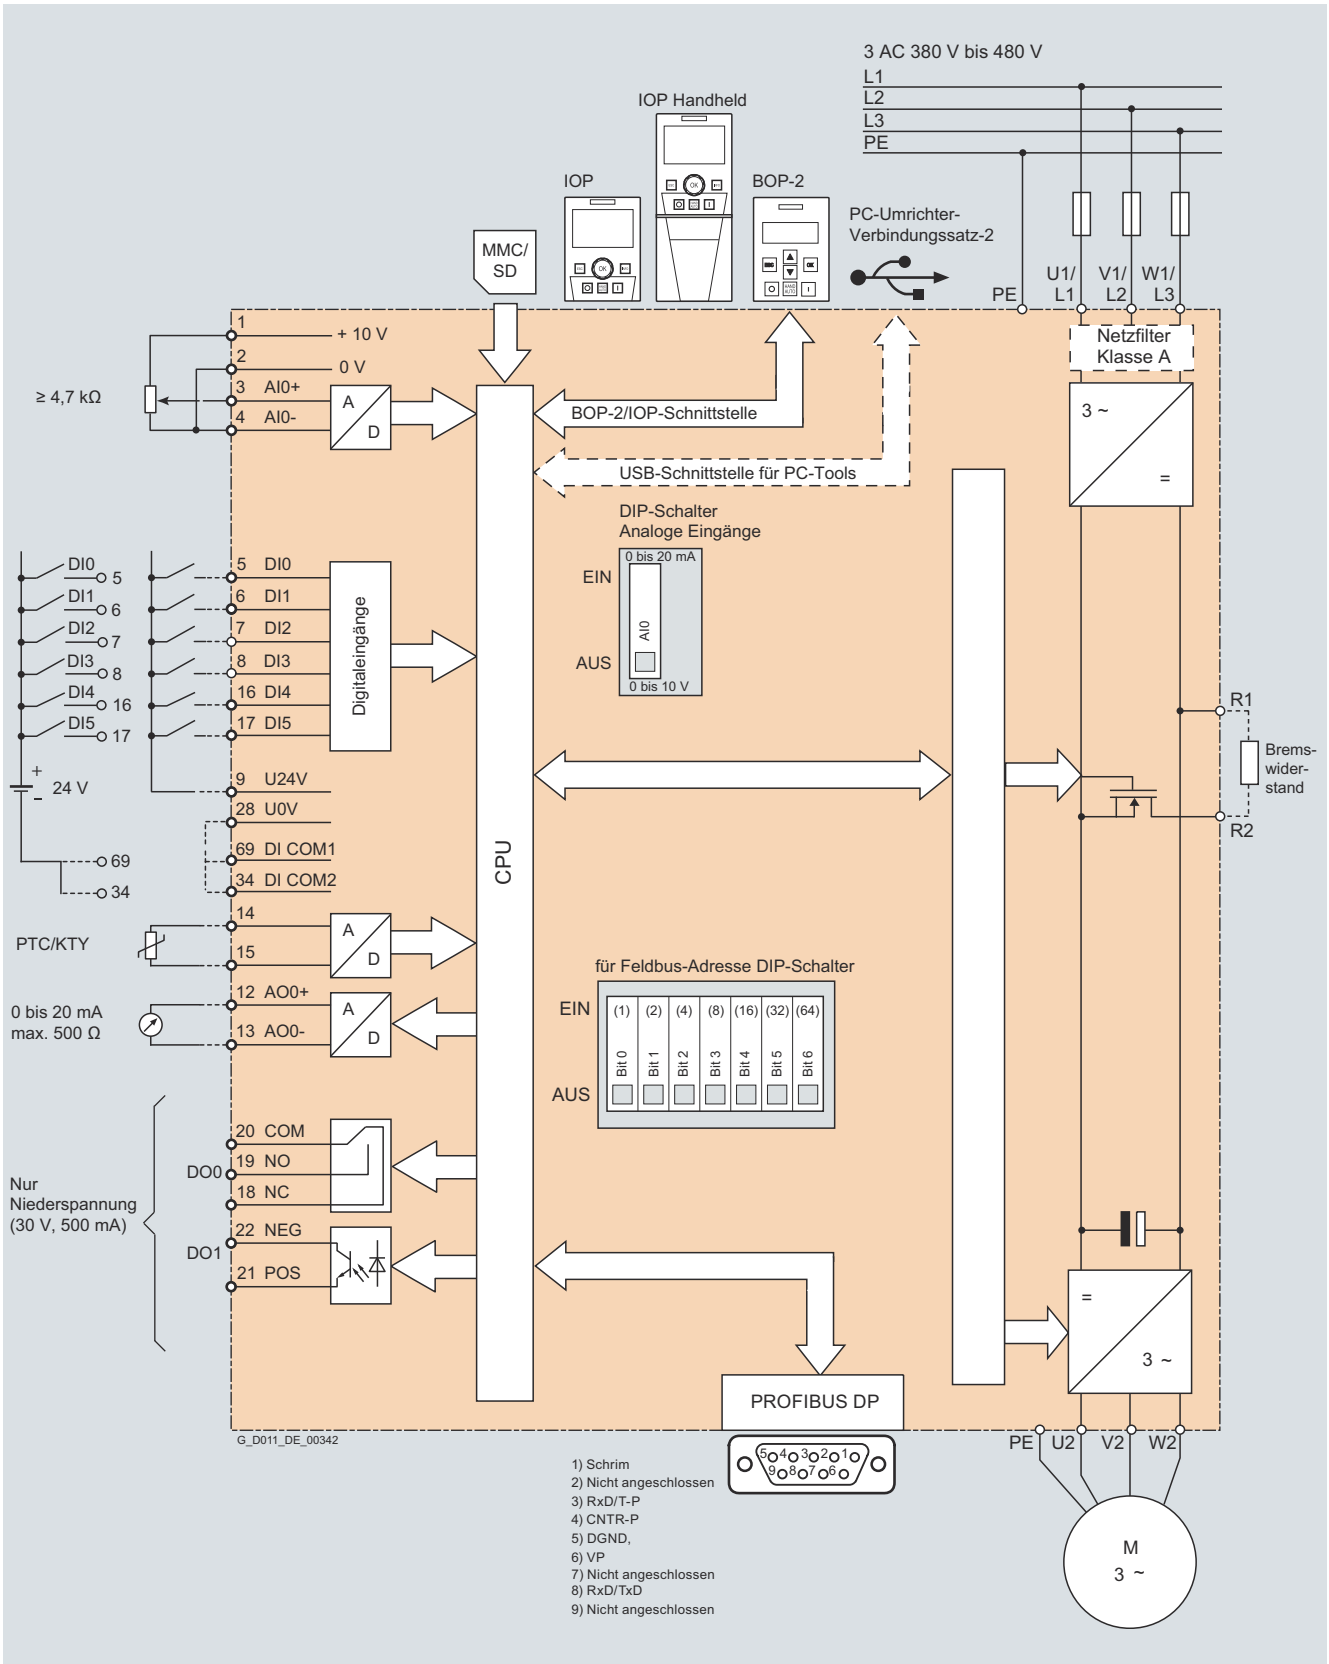 3 AC 380 V bis 480 V
L1
L2
L3
PE
IOP Handheld
IOP
BOP-2
PC-Umrichter-
Verbindungssatz-2
MMC/
SD
OK
OK
ESC
OK
HAND
AUTO
I
PE
U1/
L1
V1/
L2
W1/
L3
Netzfilter
Klasse A
3 ~
=
≥ 4,7 kΩ
1
+ 10 V
2
0 V
3 AI0+
4 AI0-
A
D
BOP-2/IOP-Schnittstelle
USB-Schnittstelle für PC-Tools
DIP-Schalter
Analoge Eingänge
0 bis 20 mA
EIN
AI0
AUS
0 bis 10 V
DI0
5
DI1
6
DI2
7
DI3
8
DI4
16
DI5
17
+
-
24 V
69
34
5 DI0
6 DI1
7 DI2
8 DI3
16 DI4
17 DI5
Digitaleingänge
9 U24V
28 U0V
69 DI COM1
34 DI COM2
CPU
R1
Brems-
wider-
stand
R2
PTC/KTY
14
15
A
D
0 bis 20 mA
max. 500 Ω
12 AO0+
13 AO0-
A
D
für Feldbus-Adresse DIP-Schalter
EIN
(1) (2) (4) (8) (16) (32) (64)
Bit 0 Bit 1 Bit 2 Bit 3 Bit 4 Bit 5 Bit 6
AUS
Nur
Niederspannung
(30 V, 500 mA)
DO0
20 COM
19 NO
18 NC
DO1
22 NEG
21 POS
=
3 ~
PROFIBUS DP
G_D011_DE_00342
5 4 3 2 1
9 8 7 6
PE
U2
V2
W2
M
3 ~
1) Schrim
2) Nicht angeschlossen
3) RxD/T-P
4) CNTR-P
5) DGND,
6) VP
7) Nicht angeschlossen
8) RxD/TxD
9) Nicht angeschlossen